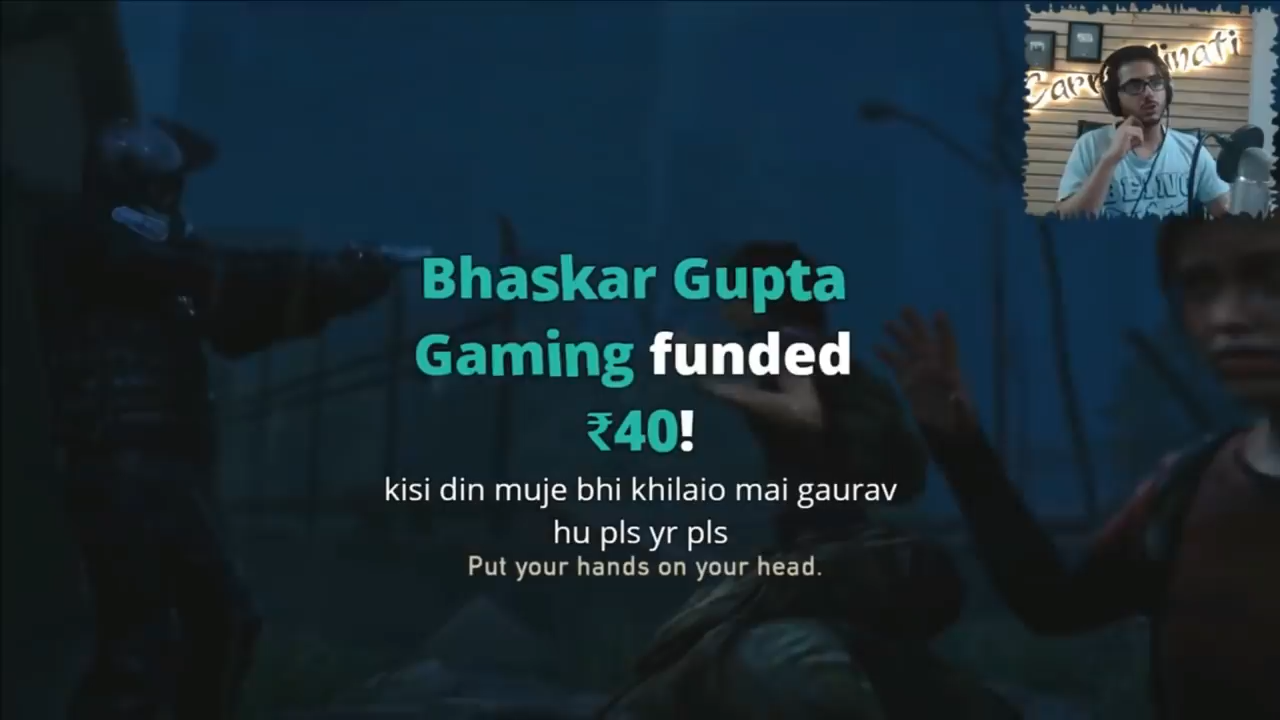 Bhaskar Gupta
Gaming funded
₹40!
kisi din muje bhi khilaio mai gaurav
hu pls yr pls
Put your hands on your head.
BEING